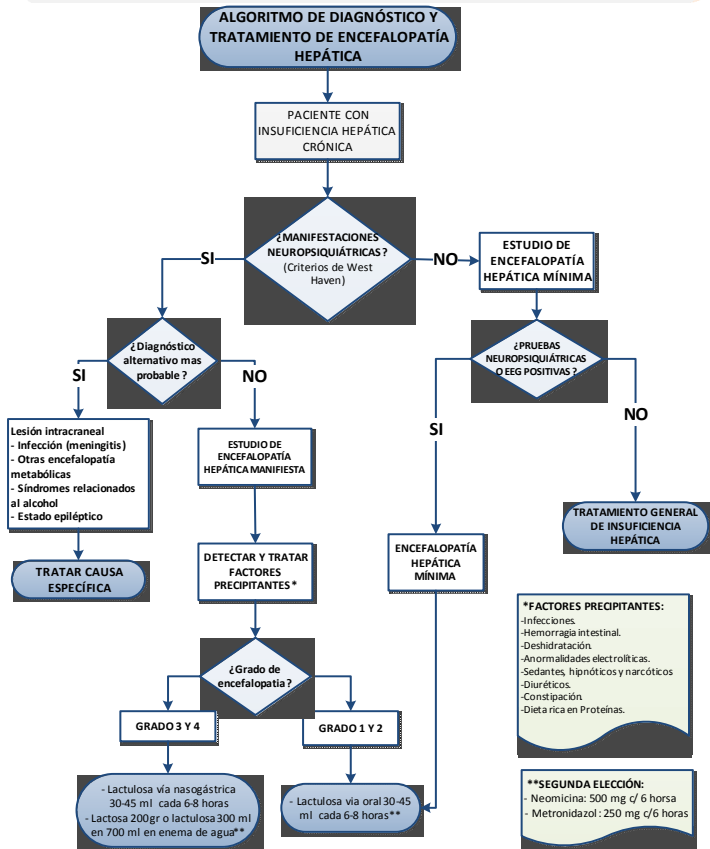 ALGORITMO DE DIAGNÓSTICO Y
TRATAMIENTO DE ENCEFALOPATÍA
HEPÁTICA
PACIENTE CON
INSUFICIENCIA HEPÁTICA
CRÓNICA
¿MANIFESTACIONES
NEUROPSIQUIÁTRICAS?
(Criterios de West
Haven)
SI
NO
ESTUDIO DE
ENCEFALOPATÍA
HEPÁTICA MÍNIMA
¿Diagnóstico
alternativo mas
probable?
SI
NO
¿PRUEBAS
NEUROPSIQUIÁTRICAS
O EEG POSITIVAS?
SI
NO
Lesión intracraneal
- Infección (meningitis)
- Otras encefalopatía
metabólicas
- Síndromes relacionados
al alcohol
- Estado epiléptico
TRATAR CAUSA
ESPECÍFICA
ESTUDIO DE
ENCEFALOPATÍA
HEPÁTICA MANIFIESTA
DETECTAR Y TRATAR
FACTORES
PRECIPITANTES*
ENCEFALOPATÍA
HEPÁTICA
MÍNIMA
TRATAMIENTO GENERAL
DE INSUFICIENCIA
HEPÁTICA
¿Grado de
encefalopatia?
GRADO 3 Y 4
GRADO 1 Y 2
- Lactulosa vía nasogástrica
30-45 ml cada 6-8 horas
- Lactosa 200gr o lactulosa 300 ml
en 700 ml en enema de agua**
- Lactulosa via oral 30-45
ml cada 6-8 horas**
*FACTORES PRECIPITANTES:
-Infecciones.
-Hemorragia intestinal.
-Deshidratación.
-Anormalidades electrolíticas.
-Sedantes, hipnóticos y narcóticos
-Diuréticos.
-Constipación.
-Dieta rica en Proteínas.
**SEGUNDA ELECCIÓN:
- Neomicina: 500 mg c/ 6 horsa
- Metronidazol: 250 mg c/6 horas